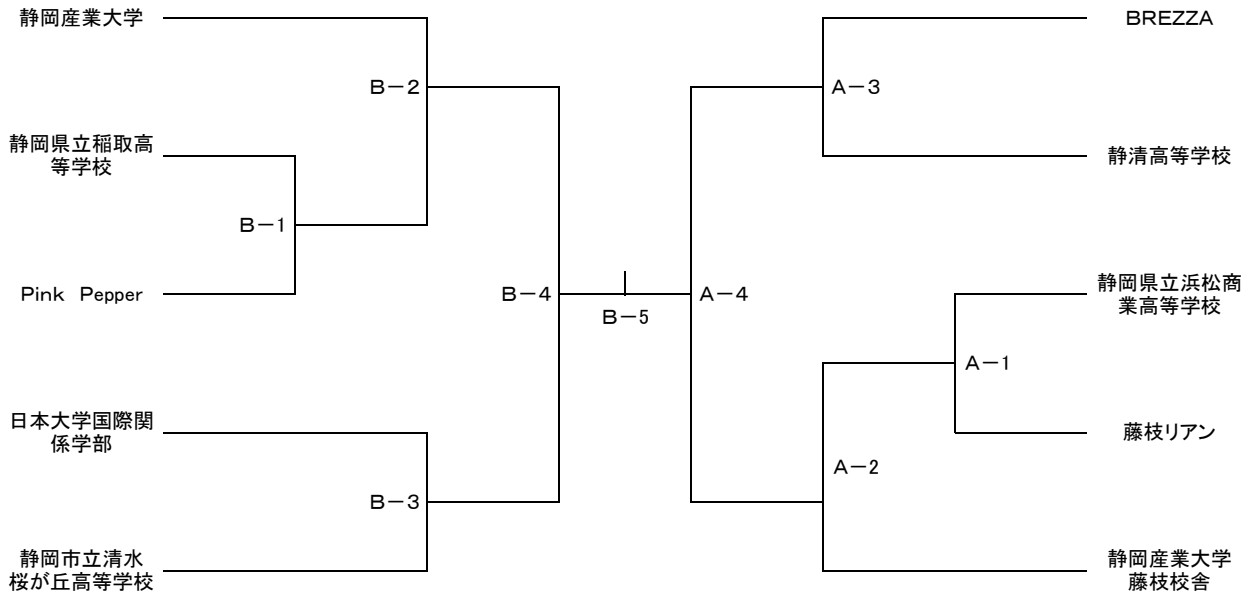 静岡産業大学
B－2
静岡県立稲取高
等学校
B－1
Pink　Pepper
B－4
日本大学国際関
係学部
B－3
静岡市立清水
桜が丘高等学校
B－5
BREZZA
A－3
静清高等学校
A－4
静岡県立浜松商
業高等学校
A－1
藤枝リアン
A－2
静岡産業大学
藤枝校舎